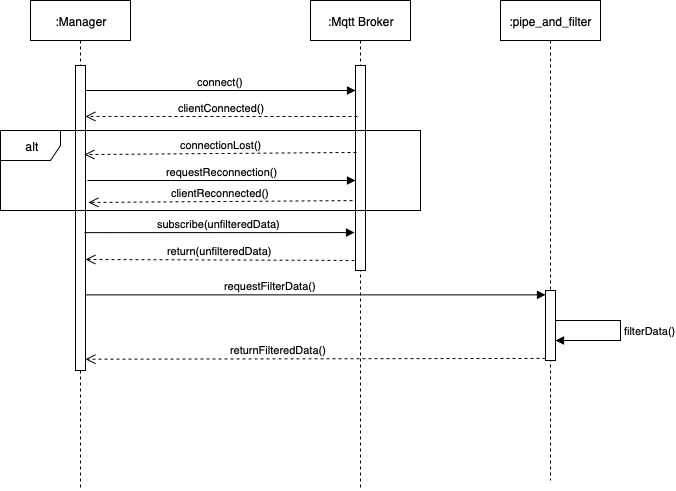 :Manager
:Mqtt Broker
:pipe_and_filter
connect()
clientConnected()
alt
connectionLost()
requestReconnection()
clientReconnected()
subscribe(unfilteredData)
return(unfilteredData)
requestFilterData()
filterData()
returnFilteredData()